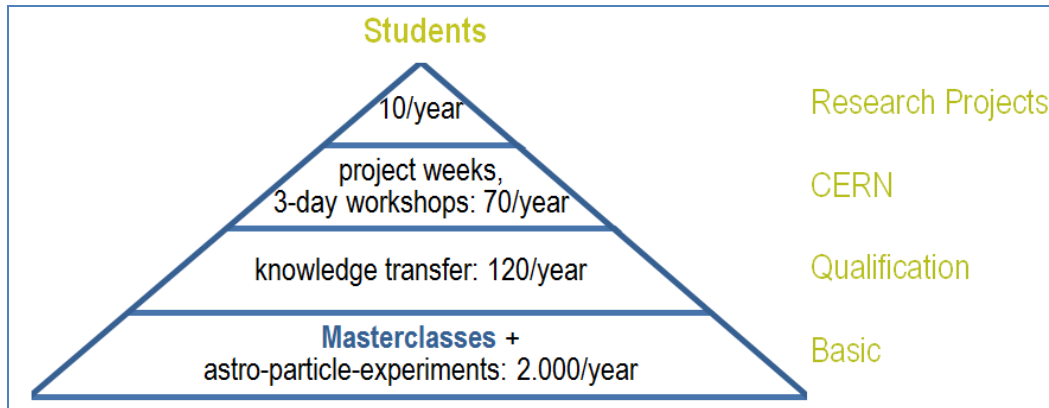 Students
10/year
Research Projects
project weeks,
3-day workshops: 70/year
CERN
knowledge transfer: 120/year
Qualification
Masterclasses +
astro-particle-experiments: 2.000/year
Basic